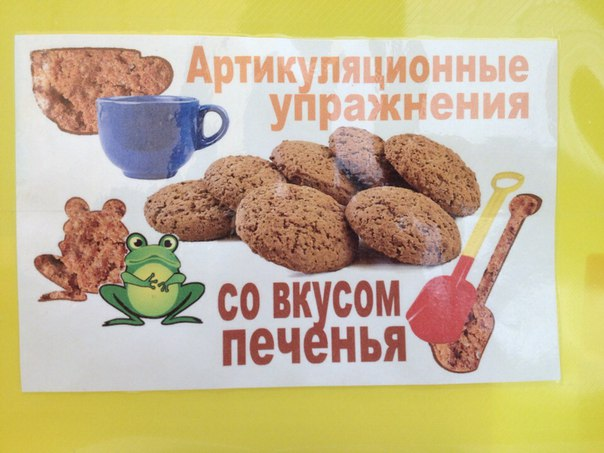 Артикуляционные
упражнения
со вкусом
печенья